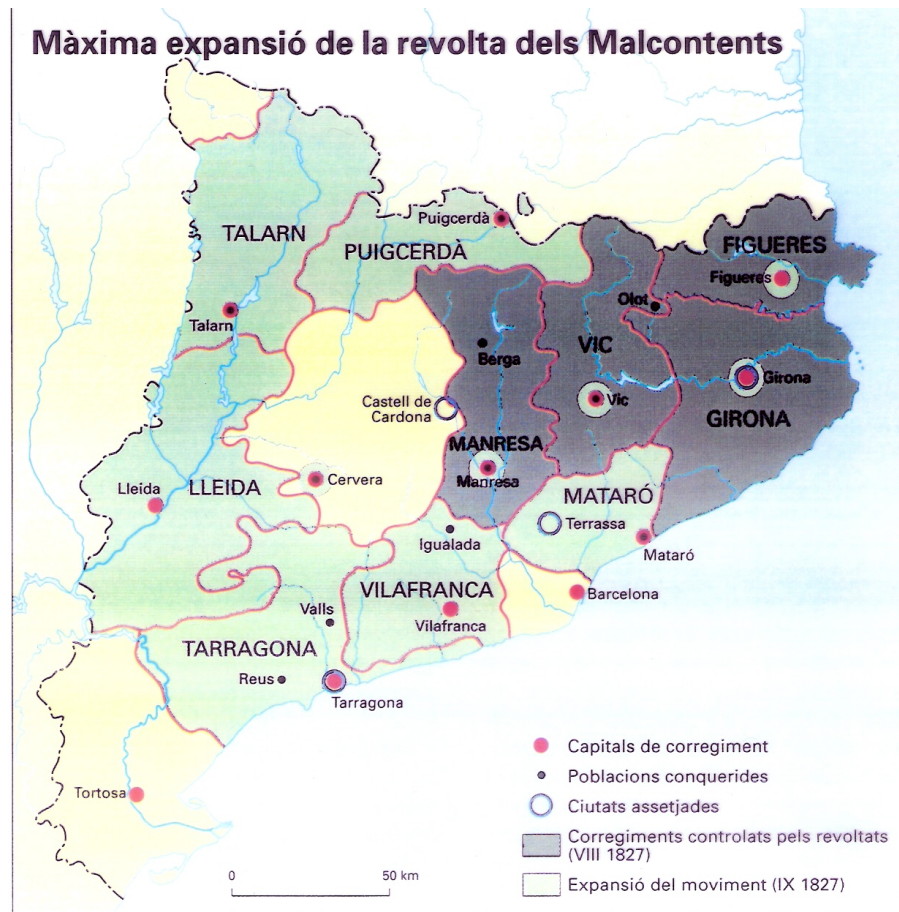 Màxima expansió de la revolta dels Malcontents
Puigcerdà
TALARN
PUIGCERDÀ
FIGUERES
Figueres
Olot
Talarn
Berga
VIC
Girona
Castell de
Cardona
Vic
GIRONA
MANRESA
Manresa
Cervera
Lleida
LLEIDA
MATARÓ
Terrassa
Igualada
Mataró
VILAFRANCA
Barcelona
Valls
Vilafranca
TARRAGONA
Reus
Tarragona
Tortosa
Capitals de corregiment
Poblacions conquerides
Ciutats assetjades
Corregiments controlats pels revoltats
(VIII 1827)
Expansió del moviment (IX 1827)
0 50 km